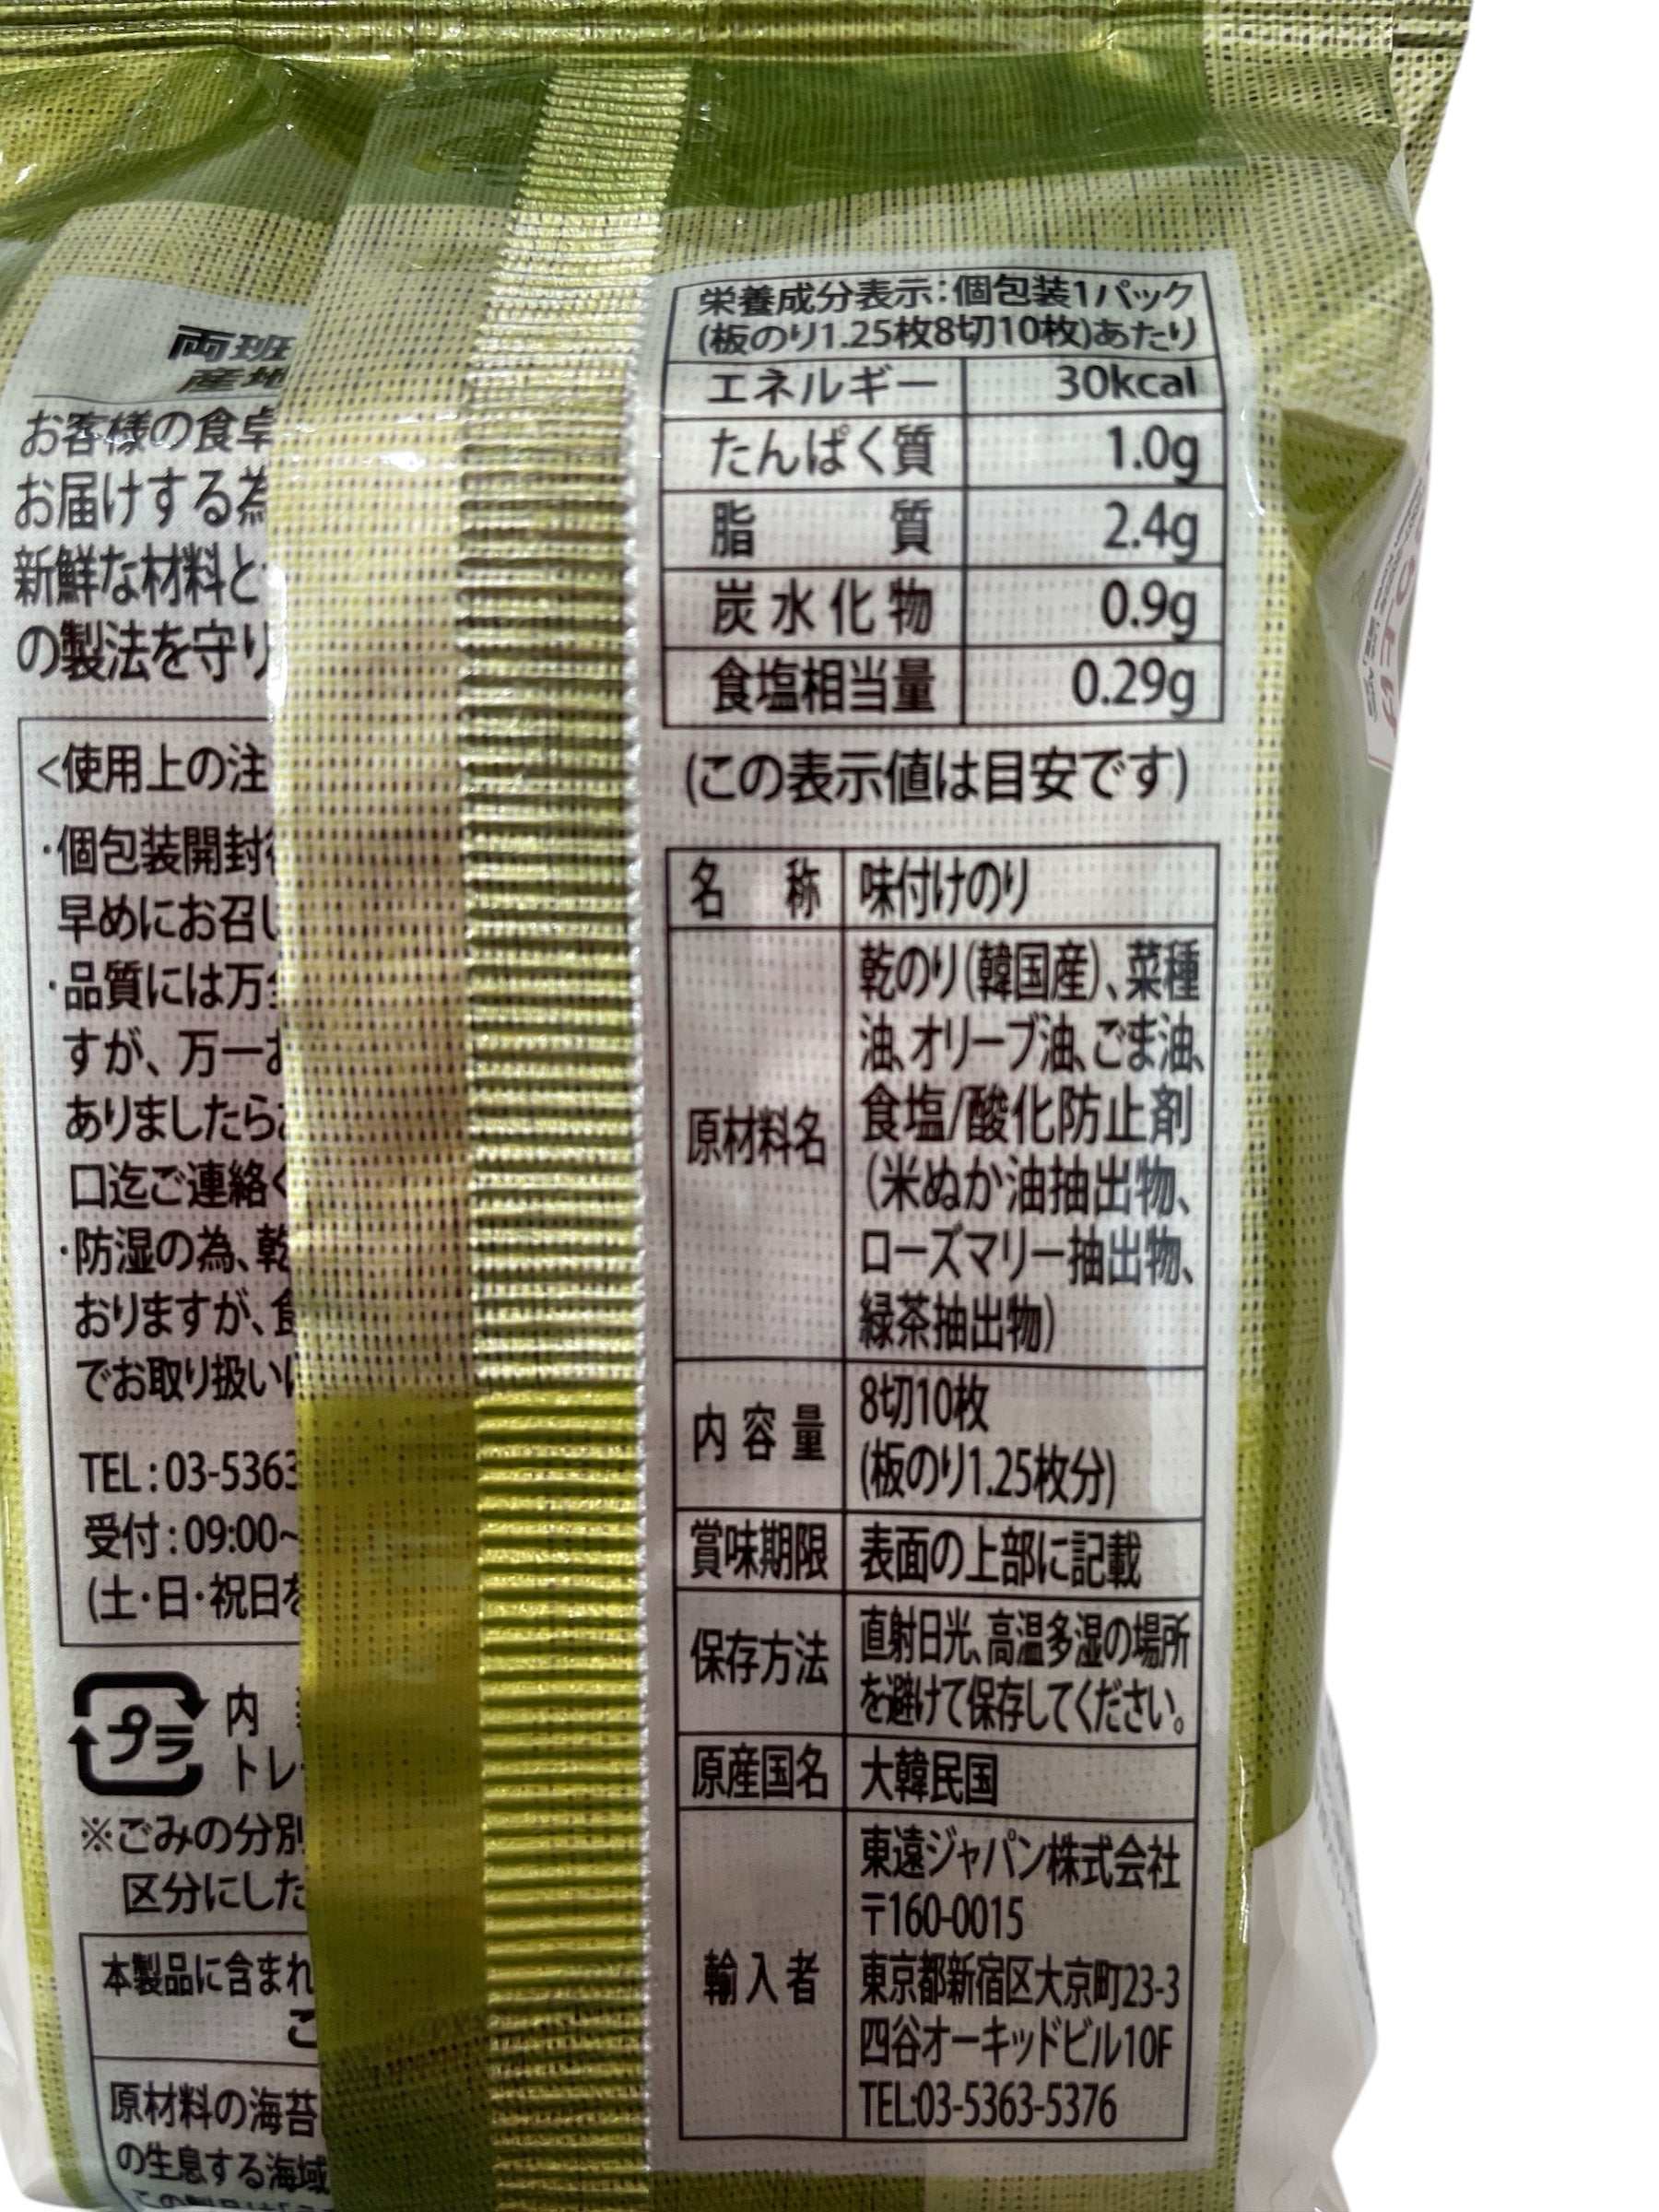 両班
産地
お客様の食卓
お届けする為
新鮮な材料と
の製法を守り
<使用上の注
・個包装開封
早めにお召し
・品質には万全
すが、万一お
ありましたら
口迄ご連絡く
・防湿の為、乾
おりますが、食
でお取り扱い
TEL:03-5363
受付:09:00~
(土・日・祝日を
プラ
内
トレ
※ごみの分別
区分にした
本製品に含まれ
こ
原材料の海苔
の生息する海域
栄養成分表示:個包装1パック
(板のり1.25枚8切10枚)あたり
エネルギー 30kcal
たんぱく質 1.0g
脂質 2.4g
炭水化物 0.9g
食塩相当量 0.29g
(この表示値は目安です)
名称 味付けのり
原材料名
乾のり(韓国産)、菜種
油、オリーブ油、ごま油、
食塩/酸化防止剤
(米ぬか油抽出物、
ローズマリー抽出物、
緑茶抽出物)
内容量
8切10枚
(板のり1.25枚分)
賞味期限 表面の上部に記載
保存方法
直射日光、高温多湿の場所
を避けて保存してください。
原産国名 大韓民国
輸入者
東遠ジャパン株式会社
〒160-0015
東京都新宿区大京町23-3
四谷オーキッドビル10F
TEL:03-5363-5376